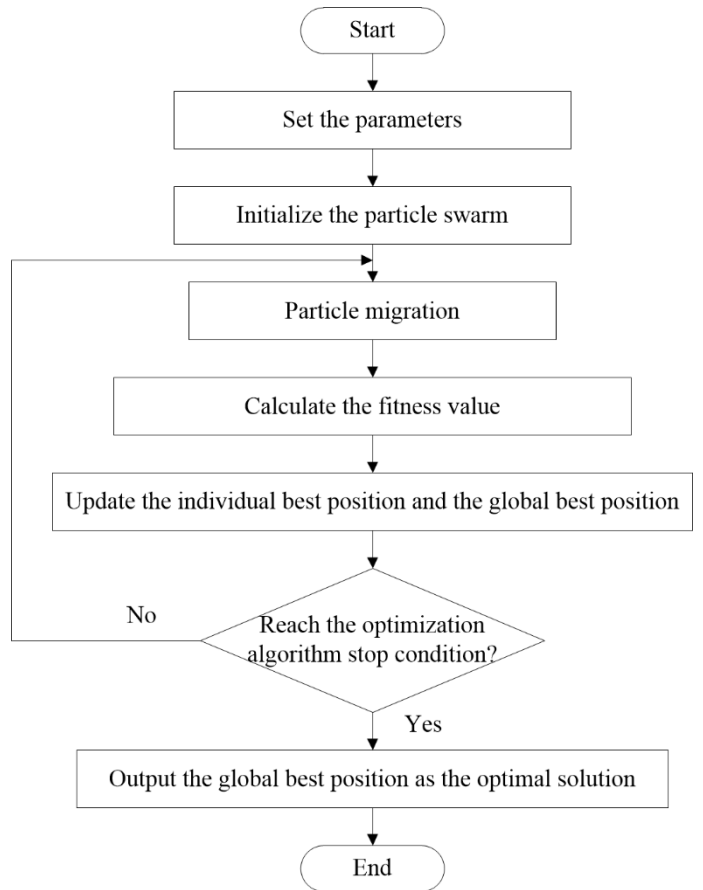 Start
Set the parameters
Initialize the particle swarm
Particle migration
Calculate the fitness value
Update the individual best position and the global best position
No
Reach the optimization
algorithm stop condition?
Yes
Output the global best position as the optimal solution
End